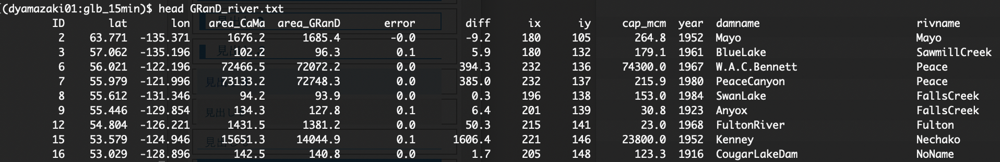 (dyamazaki01:glb_15min)$ head GRanD_river.txt
ID lat lon area_CaMa area_GRanD error diff ix iy cap_mcm year damname rivname
2 63.771 -135.371 1676.2 1685.4 -0.0 -9.2 180 105 264.8 1952 Mayo Mayo
3 57.062 -135.196 102.2 96.3 0.1 5.9 180 132 179.1 1961 BlueLake SawmillCreek
6 56.021 -122.196 72466.5 72072.2 0.0 394.3 232 136 74300.0 1967 W.A.C.Bennett Peace
7 55.979 -121.996 73133.2 72748.3 0.0 385.0 232 137 215.9 1980 PeaceCanyon Peace
8 55.612 -131.346 94.2 93.9 0.0 0.3 196 138 153.0 1984 SwanLake FallsCreek
9 55.446 -129.854 134.3 127.8 0.1 6.4 201 139 30.8 1923 Anyox FallsCreek
12 54.804 -126.221 1431.5 1381.2 0.0 50.3 215 141 23.0 1968 FultonRiver Fulton
15 53.579 -124.946 15651.3 14044.9 0.1 1606.4 221 146 23800.0 1952 Kenney Nechako
16 53.029 -128.896 142.5 140.8 0.0 1.7 205 148 123.3 1916 CougarLakeDam NoName